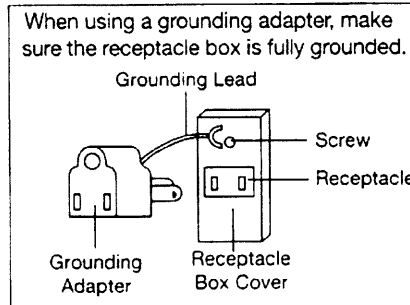 When using a grounding adapter, make
sure the receptacle box is fully grounded.
Grounding Lead
Screw
Receptacle
Grounding
Adapter
Receptacle
Box Cover